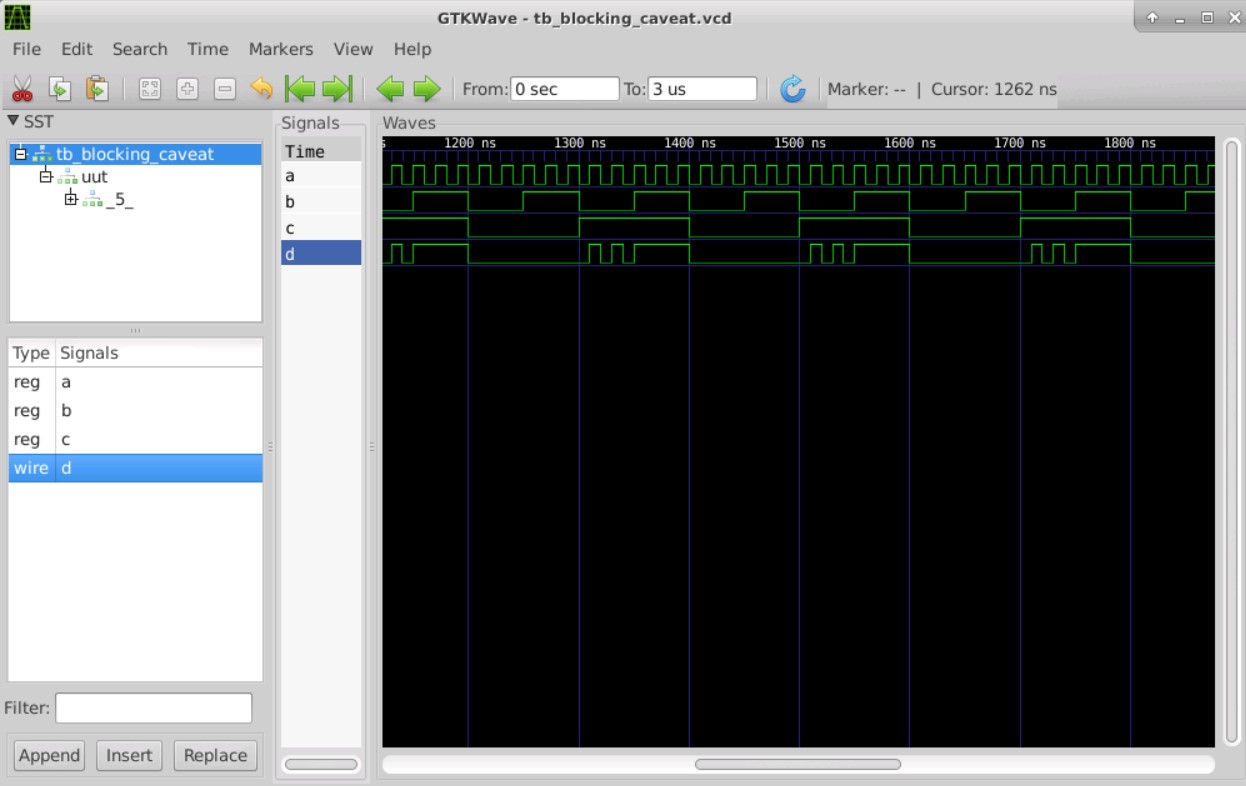 GTKWave - tb_blocking_caveat.vcd
File Edit Search Time Markers View Help
From: 0 sec To: 3 us Marker: -- | Cursor: 1262 ns
SST
tb_blocking_caveat
uut
_5_
Type Signals
reg a
reg b
reg c
wire d
Filter:
Append Insert Replace
Signals
Time
a
b
c
d
Waves
s 1200 ns 1300 ns 1400 ns 1500 ns 1600 ns 1700 ns 1800 ns